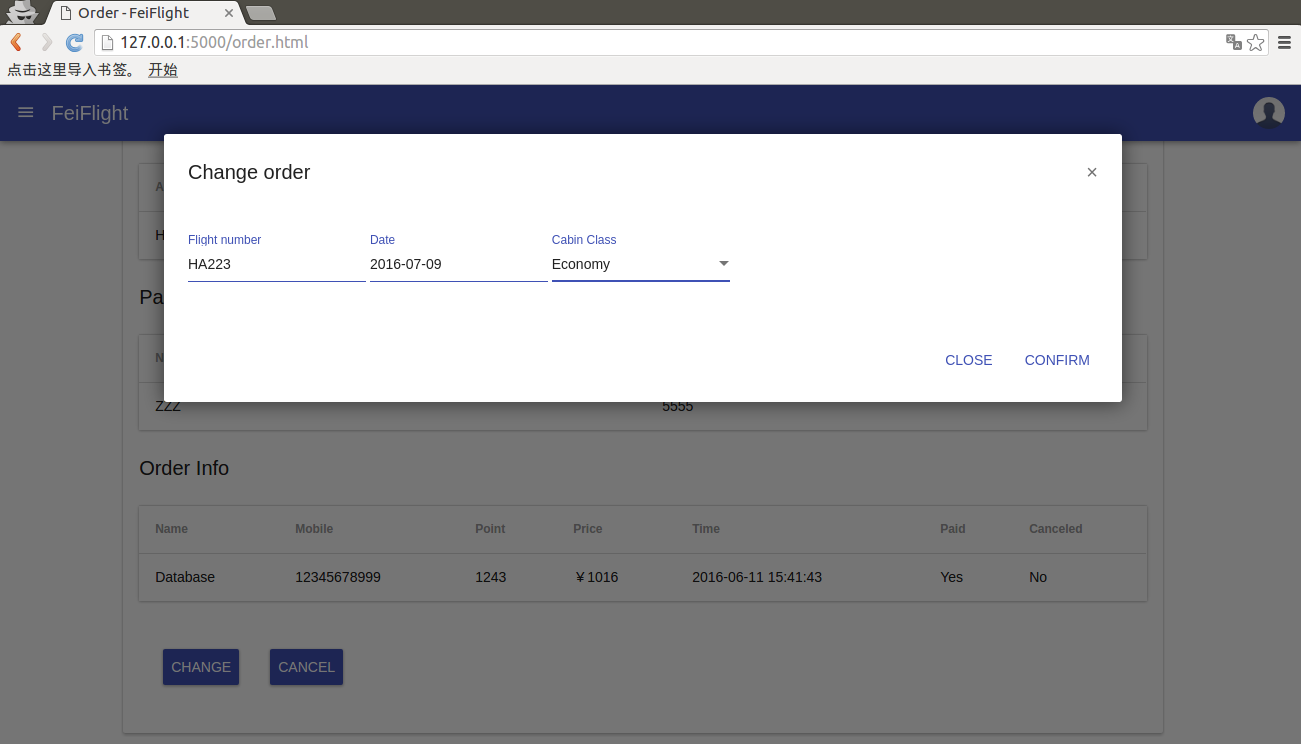 Order - FeiFlight
127.0.0.1:5000/order.html
点击这里导入书签。 开始
FeiFlight
Change order ×
A
Flight number Date Cabin Class
H
HA223 2016-07-09 Economy
Pa
N
CLOSE CONFIRM
ZZZ 5555
Order Info
Name Mobile Point Price Time Paid Canceled
Database 12345678999 1243 ￥1016 2016-06-11 15:41:43 Yes No
CHANGE CANCEL